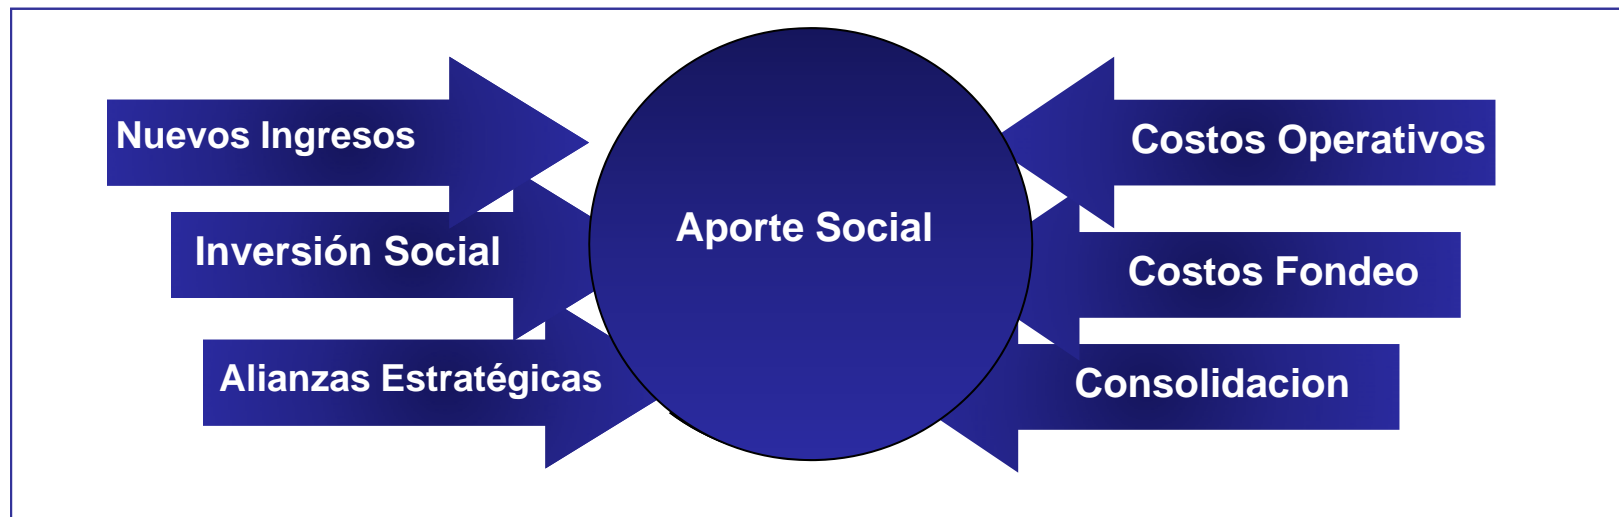 Nuevos Ingresos
Inversión Social
Alianzas Estratégicas
Aporte Social
Costos Operativos
Costos Fondeo
Consolidacion